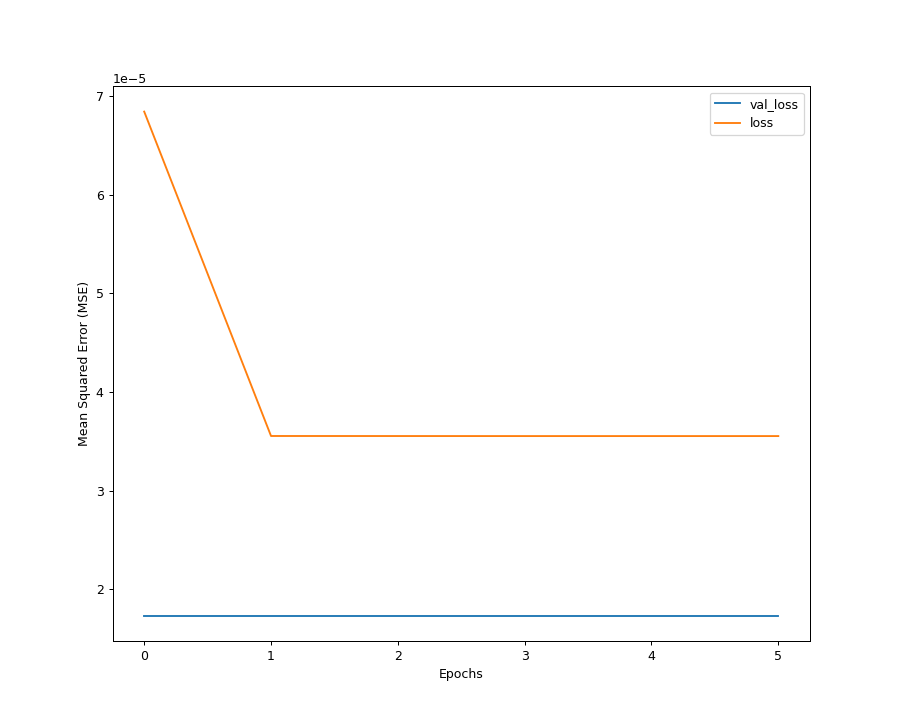 1e−5
7
6
5
4
3
2
Mean Squared Error (MSE)
val_loss
loss
0 1 2 3 4 5
Epochs